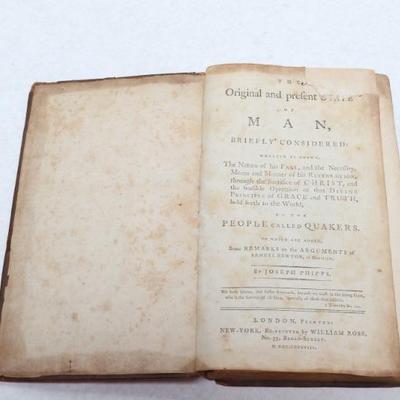 THE
Original and present STATE
OF
MAN,
BRIEFLY CONSIDERED:
WHEREIN IS SHEWN,
The Nature of his FALL, and the Necessity,
Means and Manner of his RESTORATION,
through the Sacrifice of CHRIST, and
the sensible Operation of that DIVINE
PRINCIPLE of GRACE and TRUTH,
held forth to the World,
BY THE
PEOPLE CALLED QUAKERS.
TO WHICH ARE ADDED,
Some REMARKS on the ARGUMENTS of
SAMUEL NEWTON, of Norwich.
BY JOSEPH PHIPPS.
LONDON, PRINTED:
NEW-YORK, RE-PRINTED by WILLIAM ROSS,
No. 33, BROAD-STREET.